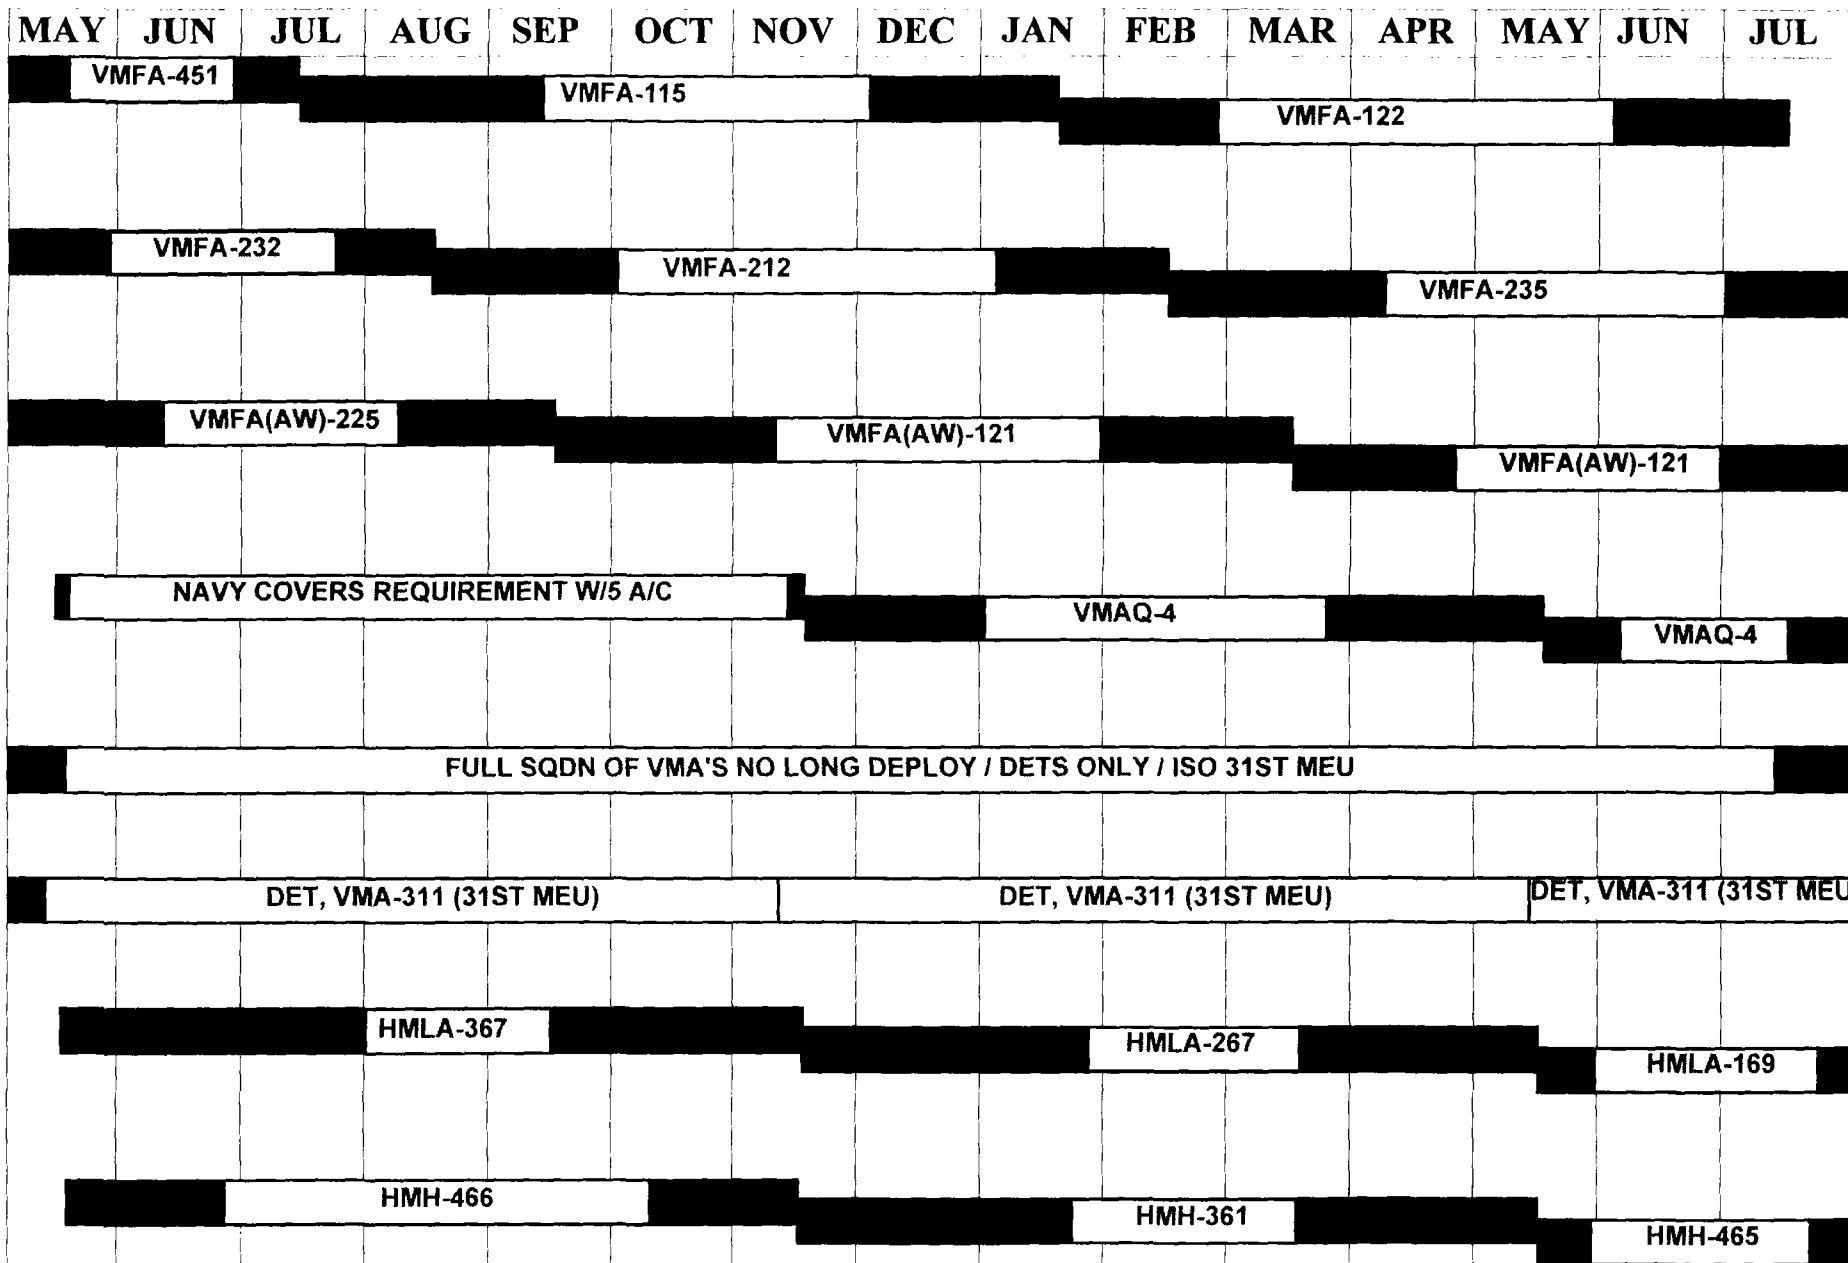 MAY JUN JUL AUG SEP OCT NOV DEC JAN FEB MAR APR MAY JUN JUL
VMFA-451
VMFA-115
VMFA-122
VMFA-232
VMFA-212
VMFA-235
VMFA(AW)-225
VMFA(AW)-121
VMFA(AW)-121
NAVY COVERS REQUIREMENT W/5 A/C
VMAQ-4
VMAQ-4
FULL SQDN OF VMA'S NO LONG DEPLOY / DETS ONLY / ISO 31ST MEU
DET, VMA-311 (31ST MEU)
DET, VMA-311 (31ST MEU)
DET, VMA-311 (31ST MEU
HMLA-367
HMLA-267
HMLA-169
HMH-466
HMH-361
HMH-465